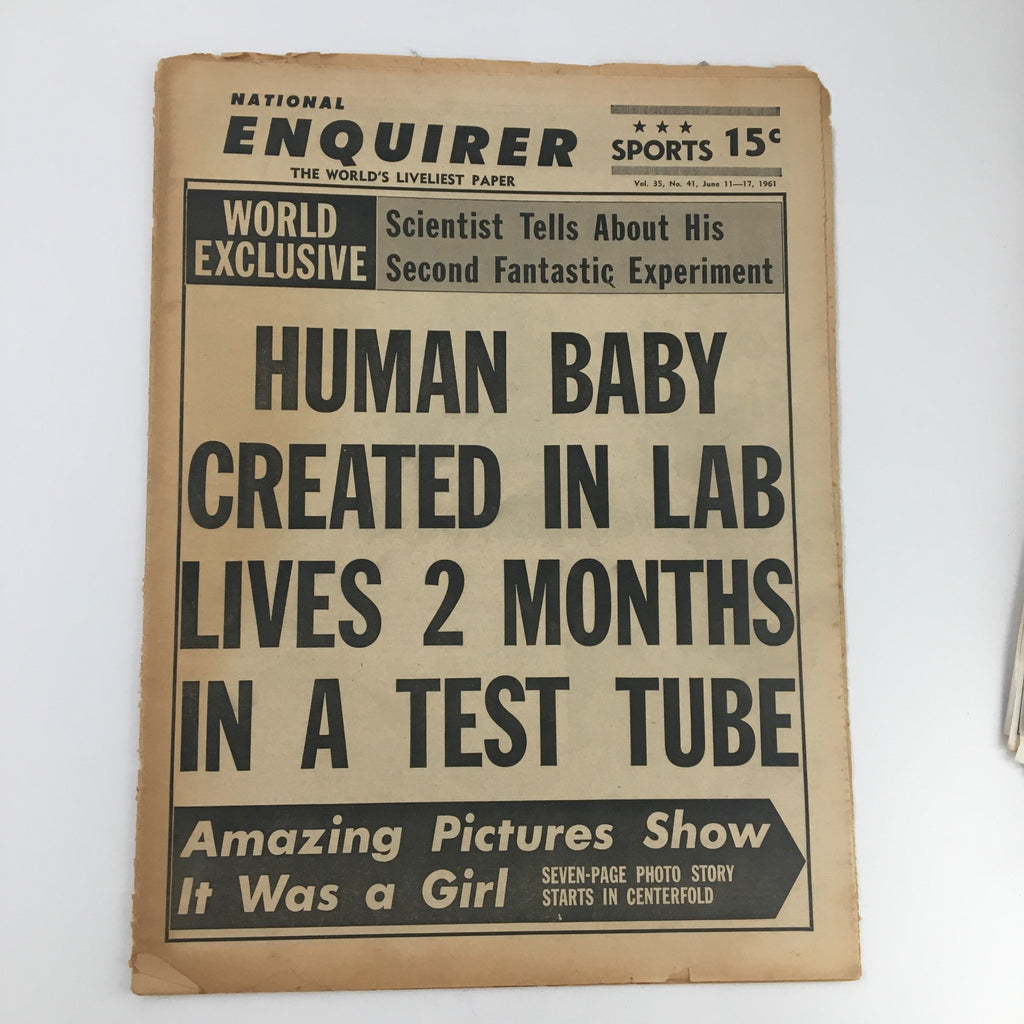 NATIONAL
ENQUIRER
THE WORLD'S LIVELIEST PAPER
★ ★ ★
SPORTS 15¢
Vol. 35, No. 41, June 11—17, 1961
WORLD
EXCLUSIVE
Scientist Tells About His
Second Fantastic Experiment
HUMAN BABY
CREATED IN LAB
LIVES 2 MONTHS
IN A TEST TUBE
Amazing Pictures Show
It Was a Girl
SEVEN-PAGE PHOTO STORY
STARTS IN CENTERFOLD